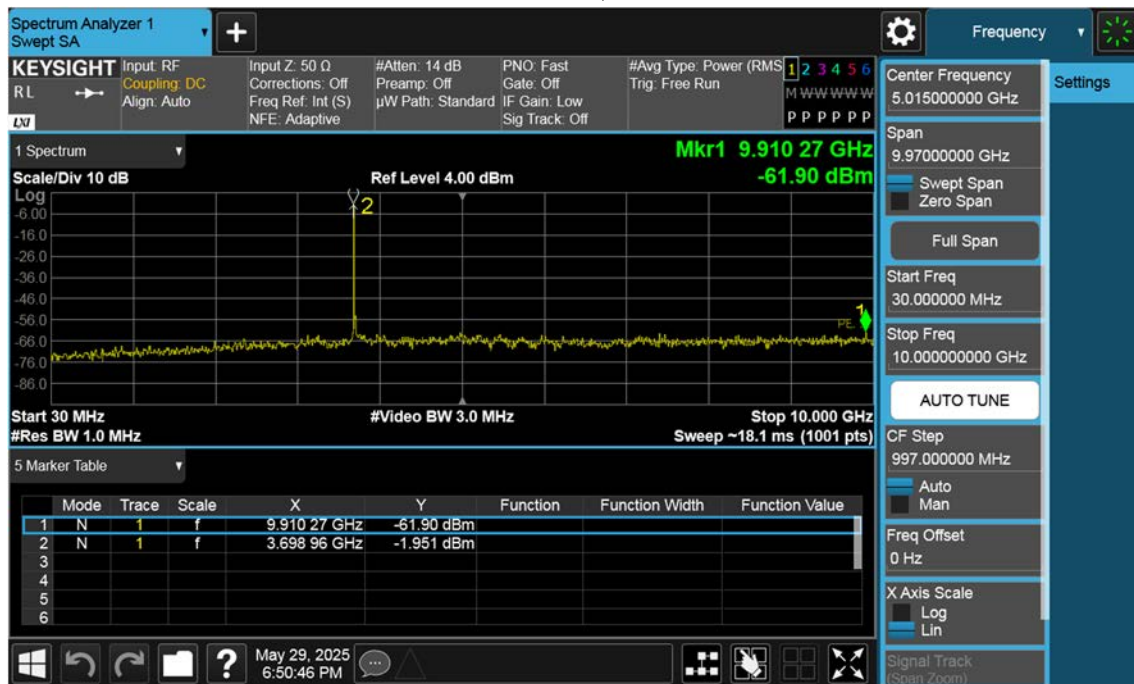 Spectrum Analyzer 1
Swept SA
+
Frequency
KEYSIGHT
RL
LXI
Input: RF
Coupling: DC
Align: Auto
Input Z: 50 Ω
Corrections: Off
Freq Ref: Int (S)
NFE: Adaptive
#Atten: 14 dB
Preamp: Off
µW Path: Standard
PNO: Fast
Gate: Off
IF Gain: Low
Sig Track: Off
#Avg Type: Power (RMS
Trig: Free Run
1 2 3 4 5 6
M W W W W W
P P P P P P
1 Spectrum
Mkr1 9.910 27 GHz
Scale/Div 10 dB
Ref Level 4.00 dBm
-61.90 dBm
Log
2
-6.00
-16.0
-26.0
-36.0
-46.0
1
-56.0
-66.0
-76.0
-86.0
Start 30 MHz
#Video BW 3.0 MHz
Stop 10.000 GHz
#Res BW 1.0 MHz
Sweep ~18.1 ms (1001 pts)
5 Marker Table
Mode Trace Scale X Y Function Function Width Function Value
1 N 1 f 9.910 27 GHz -61.90 dBm
2 N 1 f 3.698 96 GHz -1.951 dBm
3
4
5
6
?
May 29, 2025
6:50:46 PM
Center Frequency
5.015000000 GHz
Span
9.97000000 GHz
Swept Span
Zero Span
Full Span
Start Freq
30.000000 MHz
Stop Freq
10.000000000 GHz
AUTO TUNE
CF Step
997.000000 MHz
Auto
Man
Freq Offset
0 Hz
X Axis Scale
Log
Lin
Signal Track
(Span Zoom)
Settings